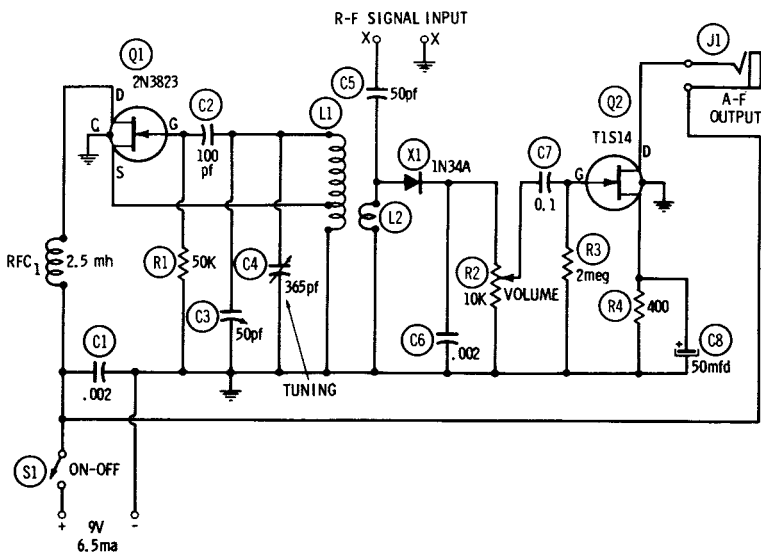 R-F SIGNAL INPUT
X
X
J1
Q1
2N3823
C5
50pf
D
C
G
S
C2
100
pf
L1
Q2
A-F
OUTPUT
T1S14
X1
1N34A
C7
0.1
G
D
L2
RFC1
2.5 mh
R1
50K
C4
365pf
R2
10K
VOLUME
R3
2meg
R4
400
C3
50pf
C6
.002
C8
+
50mfd
C1
.002
TUNING
S1
ON-OFF
+
9V
-
6.5ma